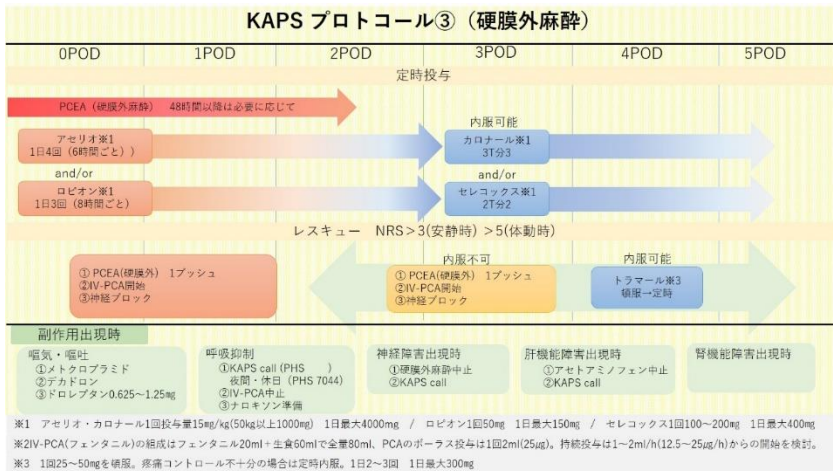 KAPS プロトコール③（硬膜外麻酔）
0POD 1POD 2POD 3POD 4POD 5POD
定時投与
PCEA（硬膜外麻酔） 48時間以降は必要に応じて
内服可能
アセリオ※1
1日4回（6時間ごと））
カロナール※1
3T分3
and/or
and/or
ロピオン※1
1日3回（8時間ごと）
セレコックス※1
2T分2
レスキュー NRS＞3(安静時) ＞5(体動時)
内服不可
内服可能
①PCEA(硬膜外) 1プッシュ
②IV-PCA開始
③神経ブロック
①PCEA(硬膜外) 1プッシュ
②IV-PCA開始
③神経ブロック
トラマール※3
頓服→定時
副作用出現時
嘔気・嘔吐
①メトクロプラミド
②デカドロン
③ドロレプタン0.625～1.25㎎
呼吸抑制
①KAPS call (PHS )
夜間・休日（PHS 7044）
②IV-PCA中止
③ナロキソン準備
神経障害出現時
①硬膜外麻酔中止
②KAPS call
肝機能障害出現時
①アセトアミノフェン中止
②KAPS call
腎機能障害出現時
※1 アセリオ・カロナール1回投与量15㎎/kg(50kg以上1000mg) 1日最大4000mg / ロピオン1回50mg 1日最大150㎎ / セレコックス1回100～200㎎ 1日最大400㎎
※2IV-PCA(フェンタニル)の組成はフェンタニル20ml＋生食60mlで全量80ml、PCAのボーラス投与は1回2ml(25㎍)。持続投与は1～2ml/h(12.5～25㎍/h)からの開始を検討。
※3 1回25～50㎎を頓服。疼痛コントロール不十分の場合は定時内服。1日2～3回 1日最大300㎎